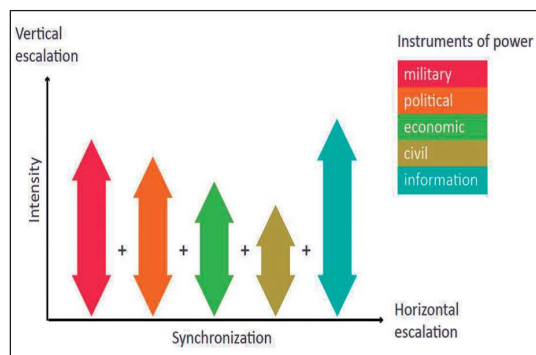 Vertical
escalation
Instruments of power
military
political
economic
civil
information
Intensity
+ + + +
Synchronization
Horizontal
escalation